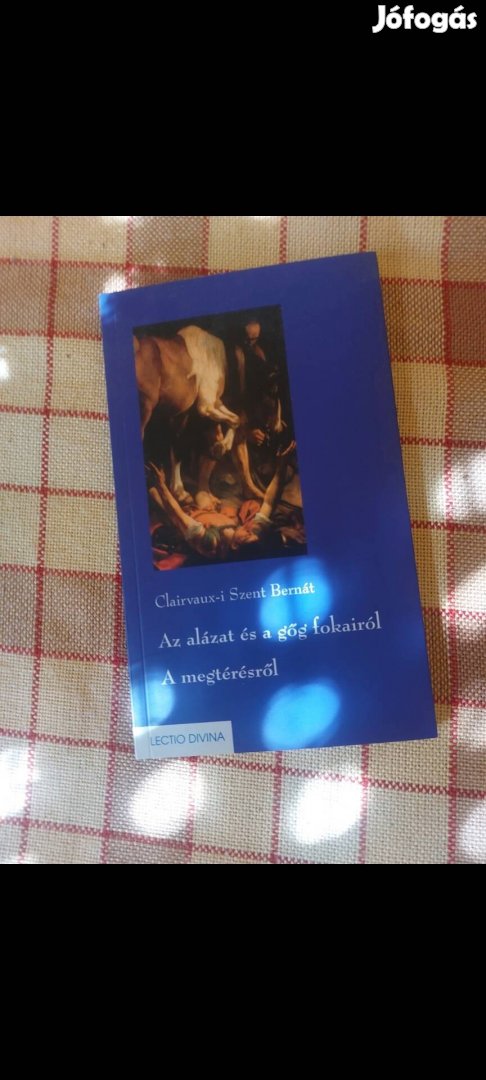 Jófogás
Clairvaux-i Szent Bernát
Az alázat és a gőg fokairól
A megtérésről
LECTIO DIVINA